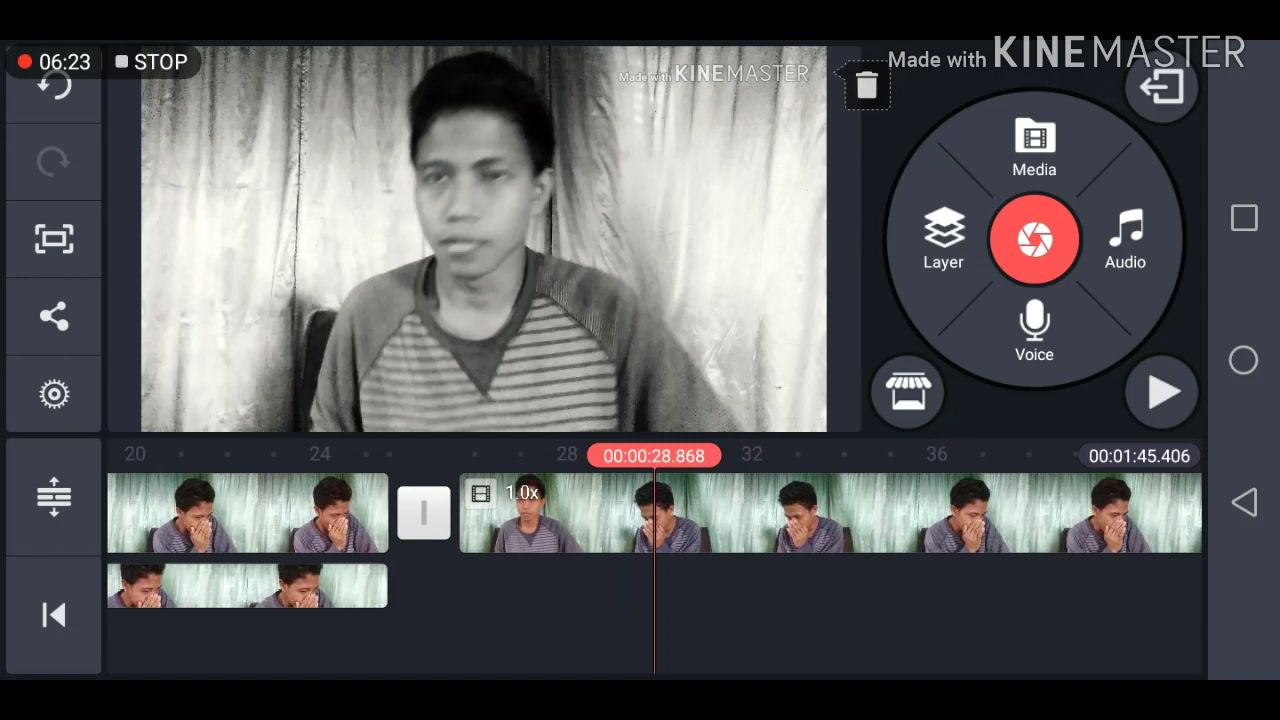 06:23 STOP
Made with KINEMASTER
Made with KINEMASTER
Media
Layer
Audio
Voice
20 24 28 00:00:28.868 32 36 00:01:45.406
1.0x